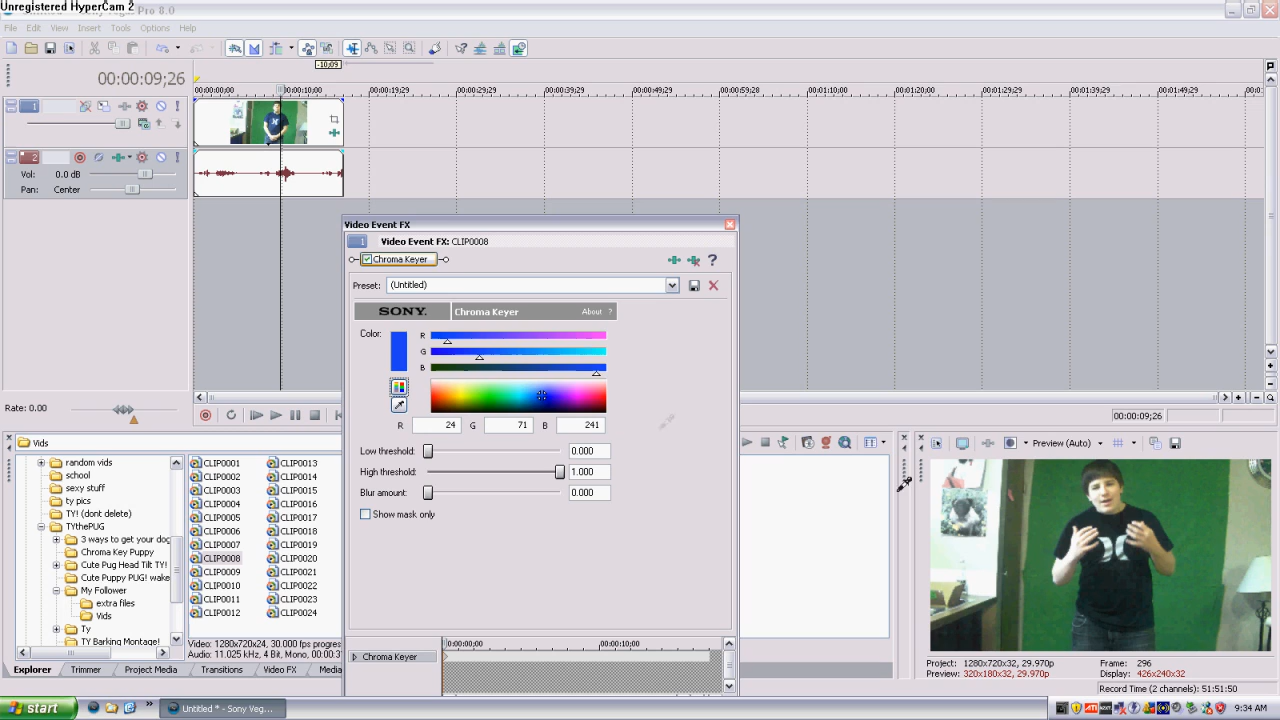 Unregistered HyperCam 2
Pro 8.0
File Edit View Insert Tools Options Help
-10;09
00:00:09;26
00:00:00;00 00:00:10;00 00:00:19;29 00:00:29;29 00:00:39;29 00:00:49;29 00:00:59;28 00:01:10;00 00:01:20;00 00:01:29;29 00:01:39;29 00:01:49;29
1
2
Vol: 0.0 dB
Pan: Center
Video Event FX
1 Video Event FX: CLIP0008
Chroma Keyer
Preset: (Untitled)
SONY. Chroma Keyer About ?
Color:
R
G
B
R 24 G 71 B 241
Low threshold: 0.000
High threshold: 1.000
Blur amount: 0.000
Show mask only
00:00:00 00:00:10;00
Chroma Keyer
Rate: 0.00
00:00:09;26
Vids
random vids
school
sexy stuff
ty pics
TY! (dont delete)
TYthePUG
3 ways to get your dog
Chroma Key Puppy
Cute Pug Head Tilt TY!
Cute Puppy PUG! wake
My Follower
extra files
Vids
Ty
TY Barking Montage!
CLIP0001
CLIP0002
CLIP0003
CLIP0004
CLIP0005
CLIP0006
CLIP0007
CLIP0008
CLIP0009
CLIP0010
CLIP0011
CLIP0012
CLIP0013
CLIP0014
CLIP0015
CLIP0016
CLIP0017
CLIP0018
CLIP0019
CLIP0020
CLIP0021
CLIP0022
CLIP0023
CLIP0024
Video: 1280x720x24, 30.000 fps progres
Audio: 11.025 kHz, 4 Bit, Mono, 00:00:3
Explorer Trimmer Project Media Transitions Video FX Media
Preview (Auto)
Project: 1280x720x32, 29.970p
Preview: 320x180x32, 29.970p
Frame: 296
Display: 426x240x32
Record Time (2 channels): 51:51:50
start
Untitled * - Sony Veg...
9:34 AM